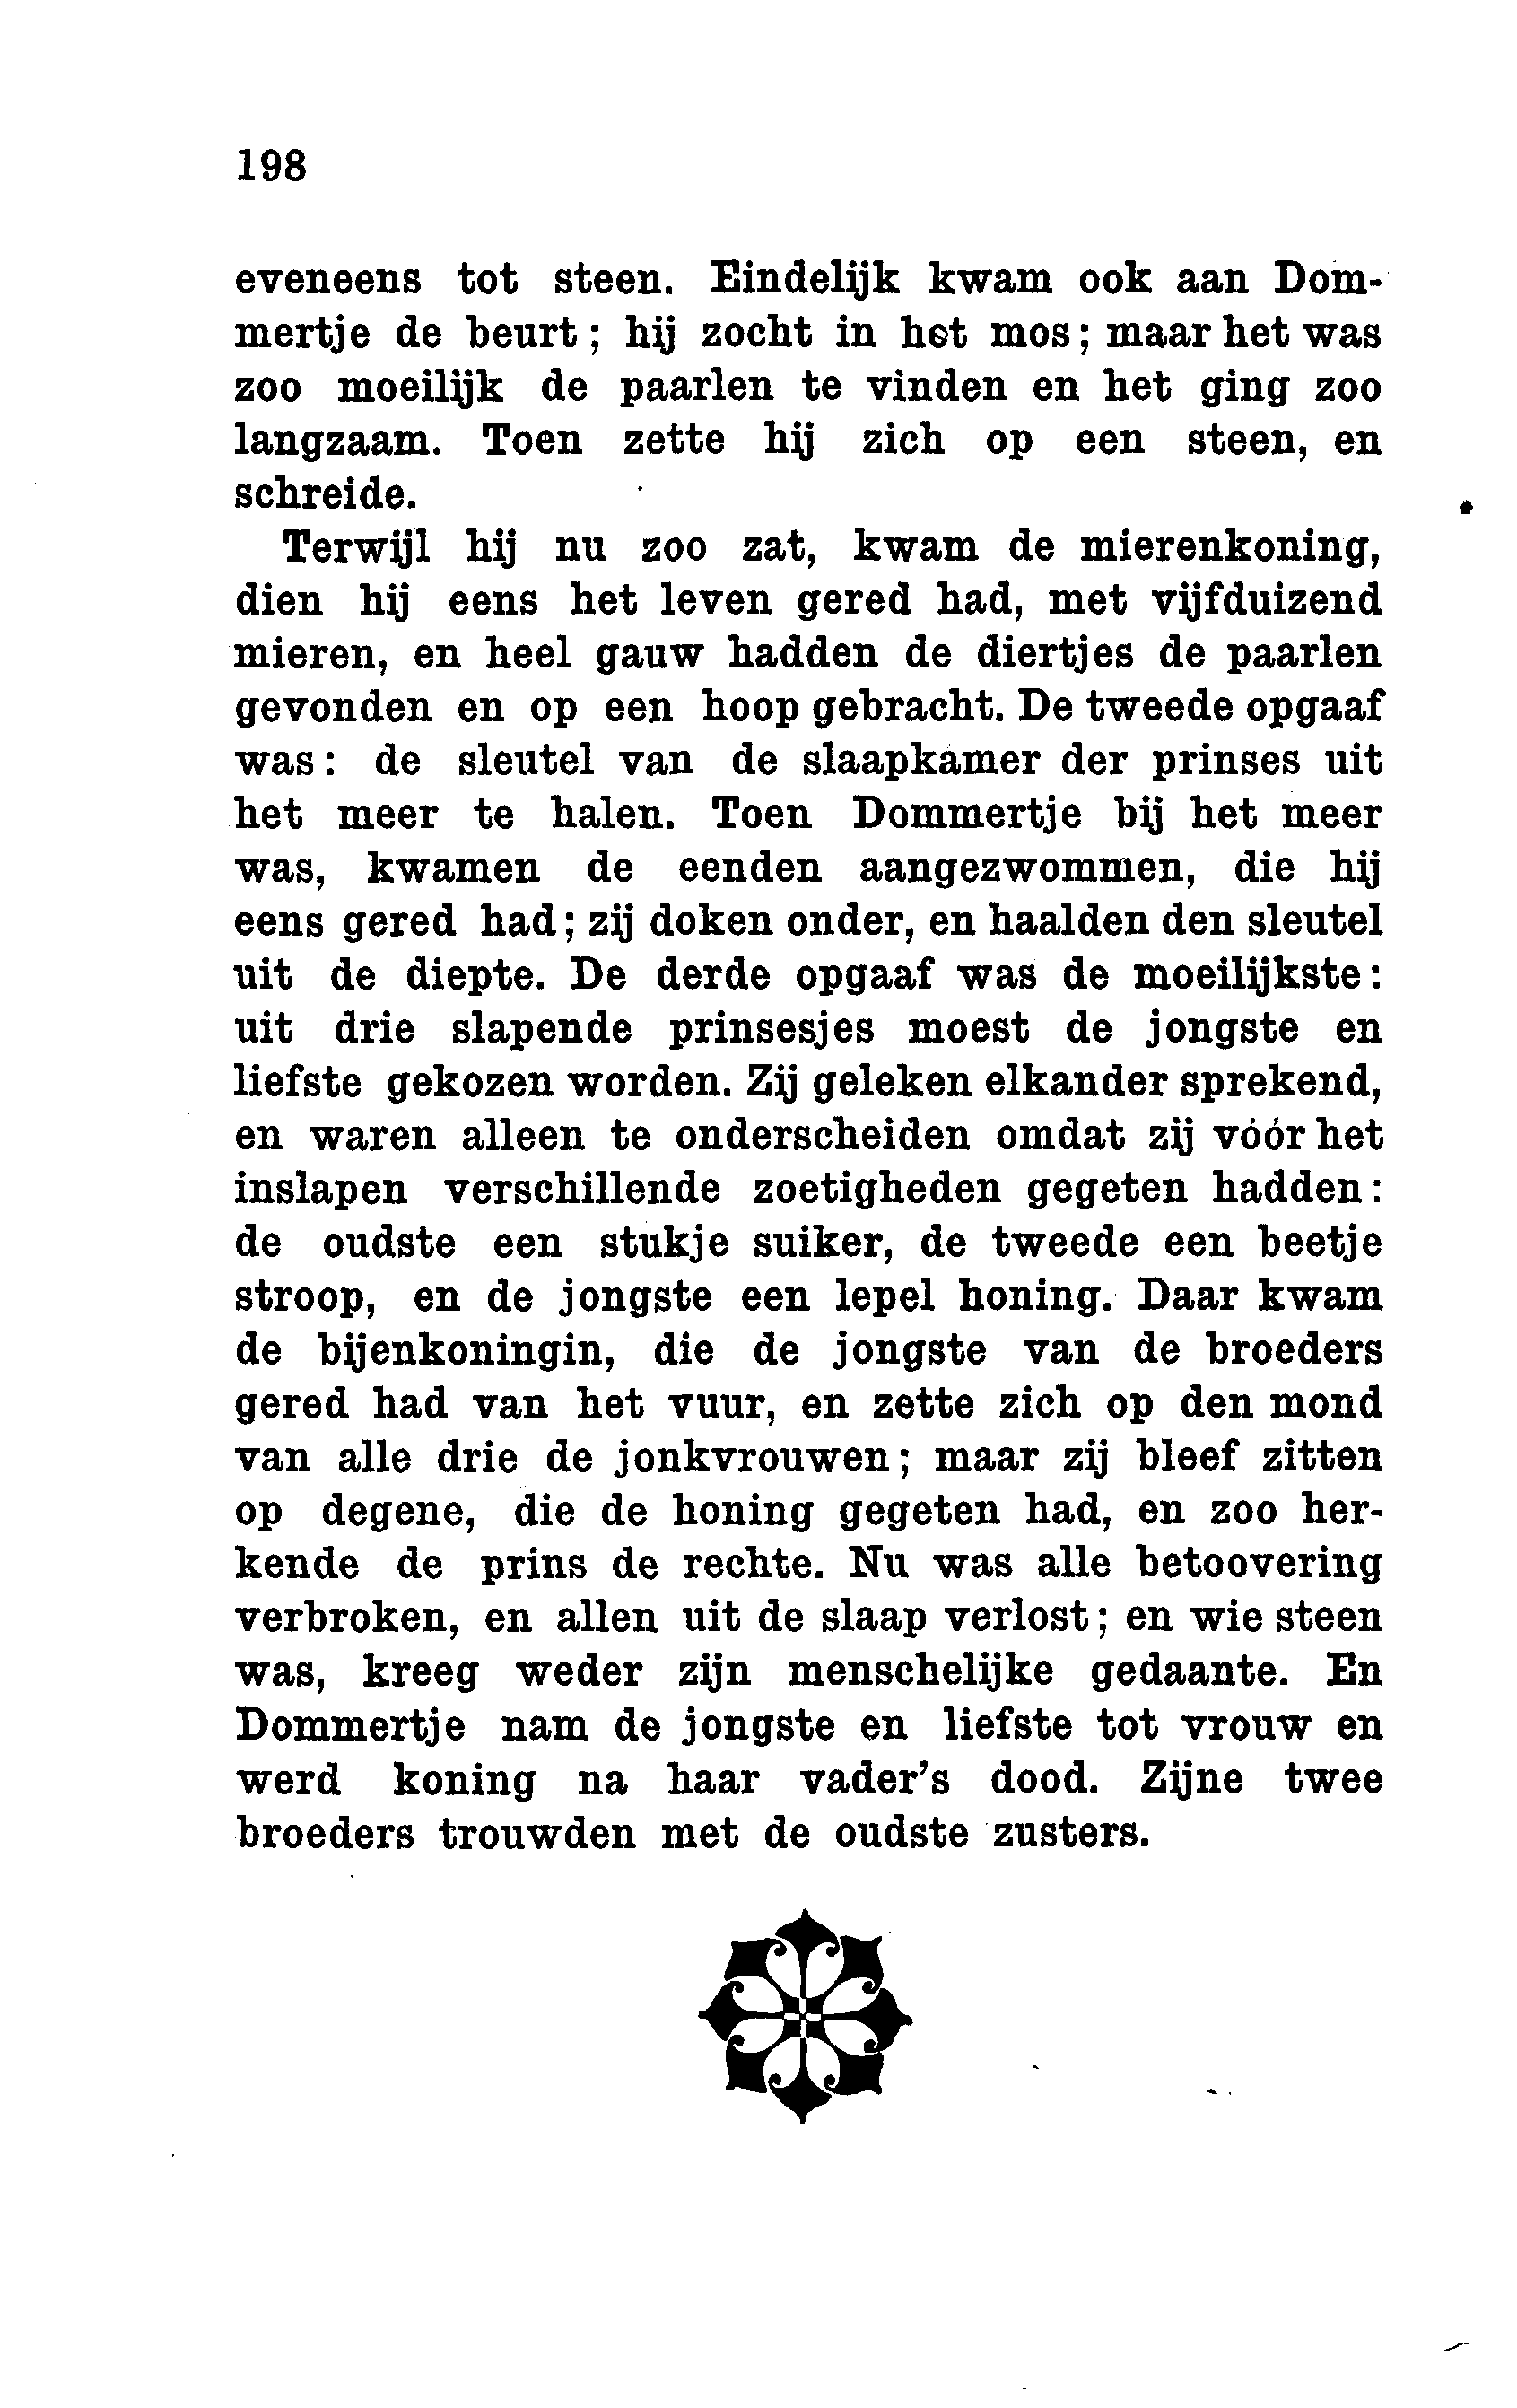 198
eveneens tot steen. Eindelijk kwam ook aan Dom-
mertje de beurt; hij zocht in het mos; maar het was
zoo moeilijk de paarlen te vinden en het ging zoo
langzaam. Toen zette hij zich op een steen, en
schreide.
Terwijl hij nu zoo zat, kwam de mierenkoning,
dien hij eens het leven gered had, met vijfduizend
mieren, en heel gauw hadden de diertjes de paarlen
gevonden en op een hoop gebracht. De tweede opgaaf
was: de sleutel van de slaapkamer der prinses uit
het meer te halen. Toen Dommertje bij het meer
was, kwamen de eenden aangezwommen, die hij
eens gered had; zij doken onder, en haalden den sleutel
uit de diepte. De derde opgaaf was de moeilijkste:
uit drie slapende prinsesjes moest de jongste en
liefste gekozen worden. Zij geleken elkander sprekend,
en waren alleen te onderscheiden omdat zij vóór het
inslapen verschillende zoetigheden gegeten hadden:
de oudste een stukje suiker, de tweede een beetje
stroop, en de jongste een lepel honing. Daar kwam
de bijenkoningin, die de jongste van de broeders
gered had van het vuur, en zette zich op den mond
van alle drie de jonkvrouwen; maar zij bleef zitten
op degene, die de honing gegeten had, en zoo her-
kende de prins de rechte. Nu was alle betoovering
verbroken, en allen uit de slaap verlost; en wie steen
was, kreeg weder zijn menschelijke gedaante. En
Dommertje nam de jongste en liefste tot vrouw en
werd koning na haar vader's dood. Zijne twee
broeders trouwden met de oudste zusters.